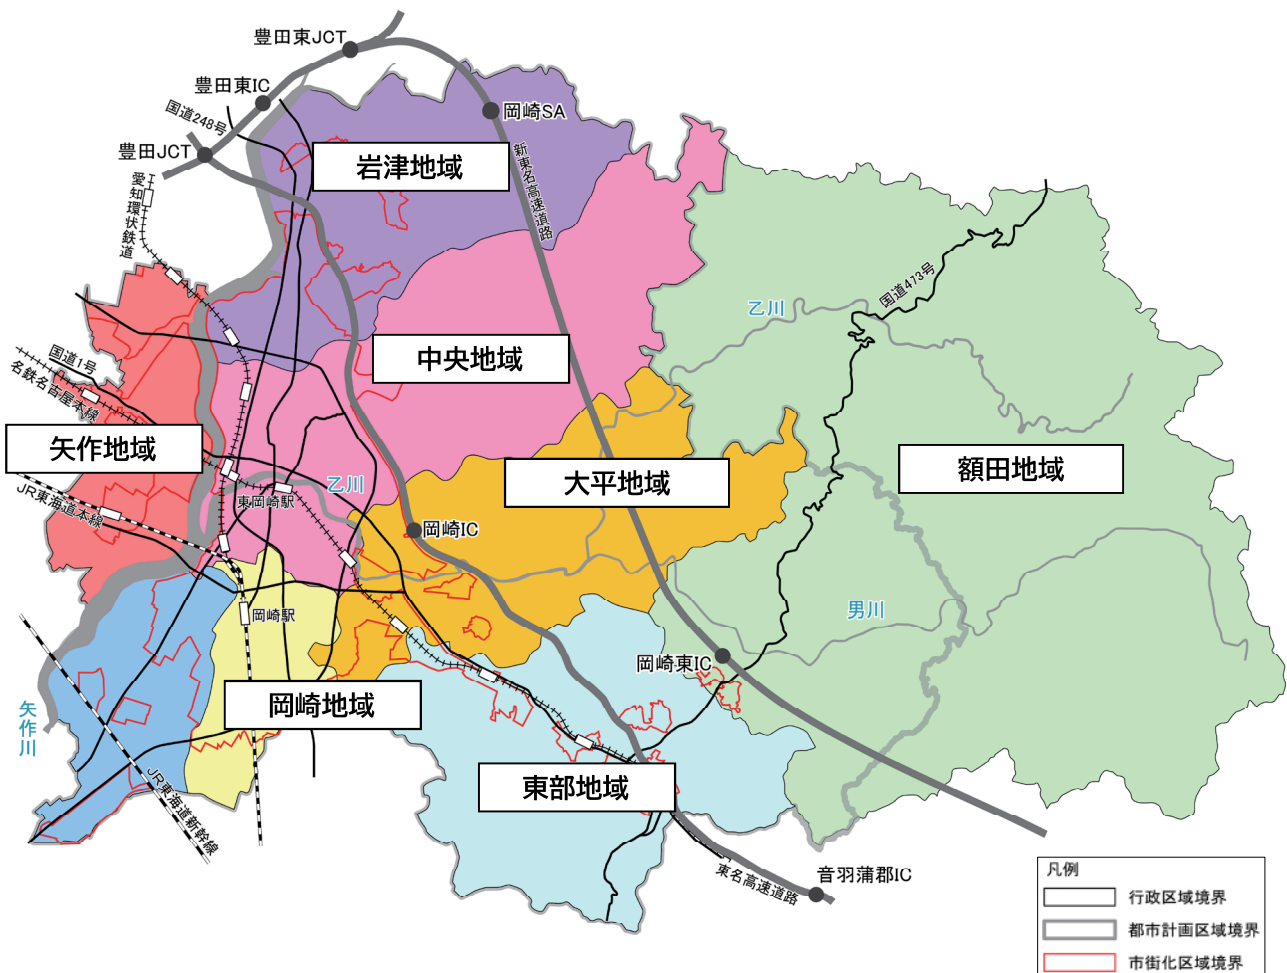 豊田東JCT
豊田東IC
国道248号
岡崎SA
豊田JCT
岩津地域
新東名高速道路
愛知環状鉄道
国道473号
乙川
中央地域
国道1号
名鉄名古屋本線
矢作地域
大平地域
額田地域
JR東海道本線
東岡崎駅
乙川
岡崎IC
岡崎駅
男川
岡崎東IC
岡崎地域
矢作川
東部地域
JR東海道新幹線
東名高速道路
音羽蒲郡IC
凡例
行政区域境界
都市計画区域境界
市街化区域境界